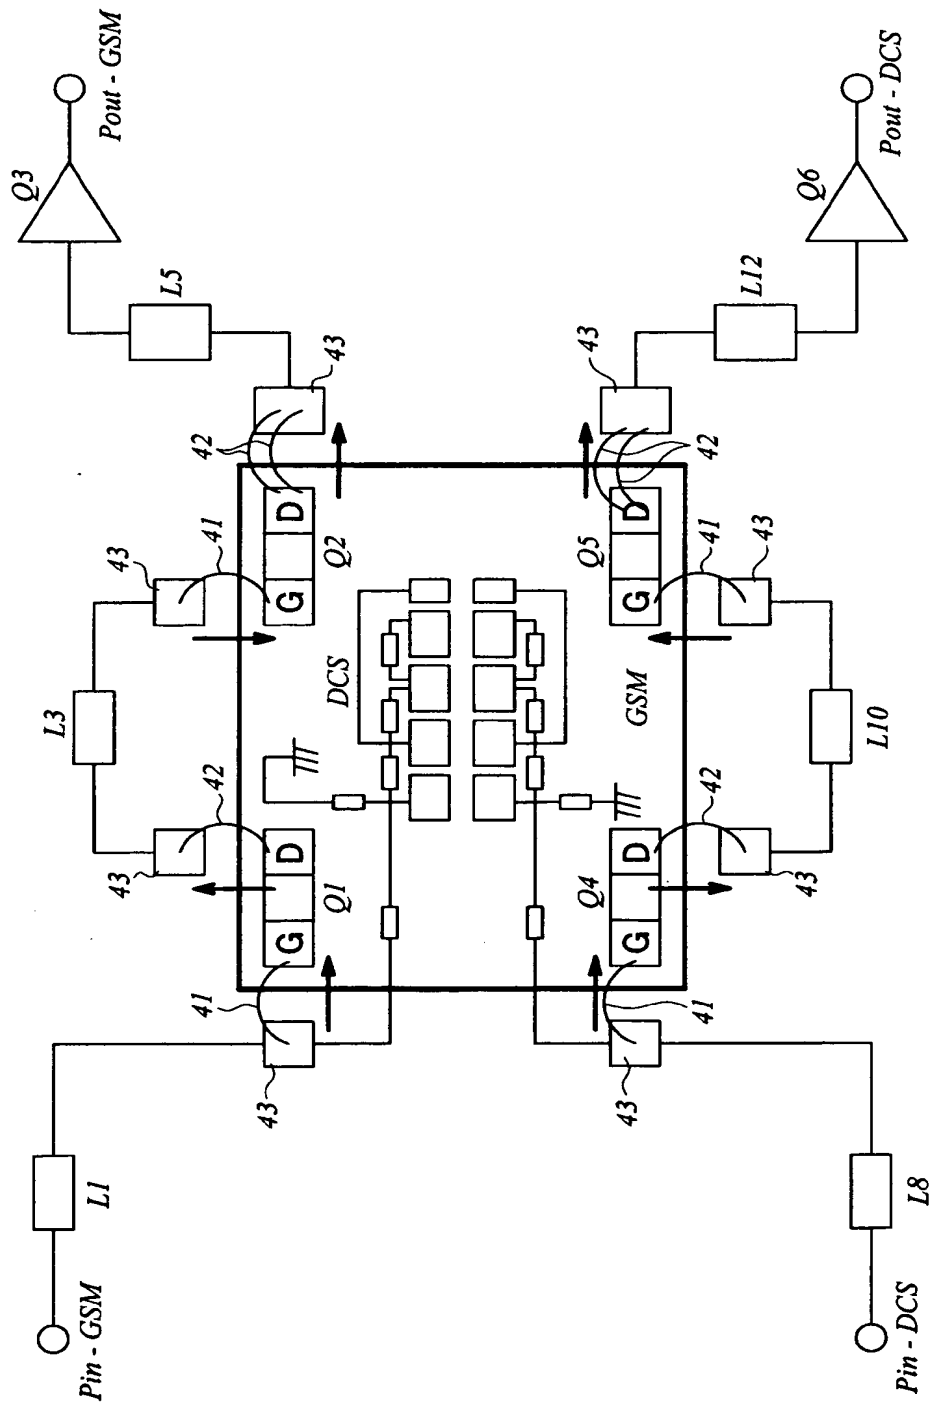 Pin - GSM
L1
43
41
G
D
Q1
43
42
L3
43
41
G
D
Q2
42
43
L5
Q3
Pout - GSM
DCS
GSM
Pin - DCS
L8
43
41
G
D
Q4
43
42
L10
43
41
G
D
Q5
42
43
L12
Q6
Pout - DCS